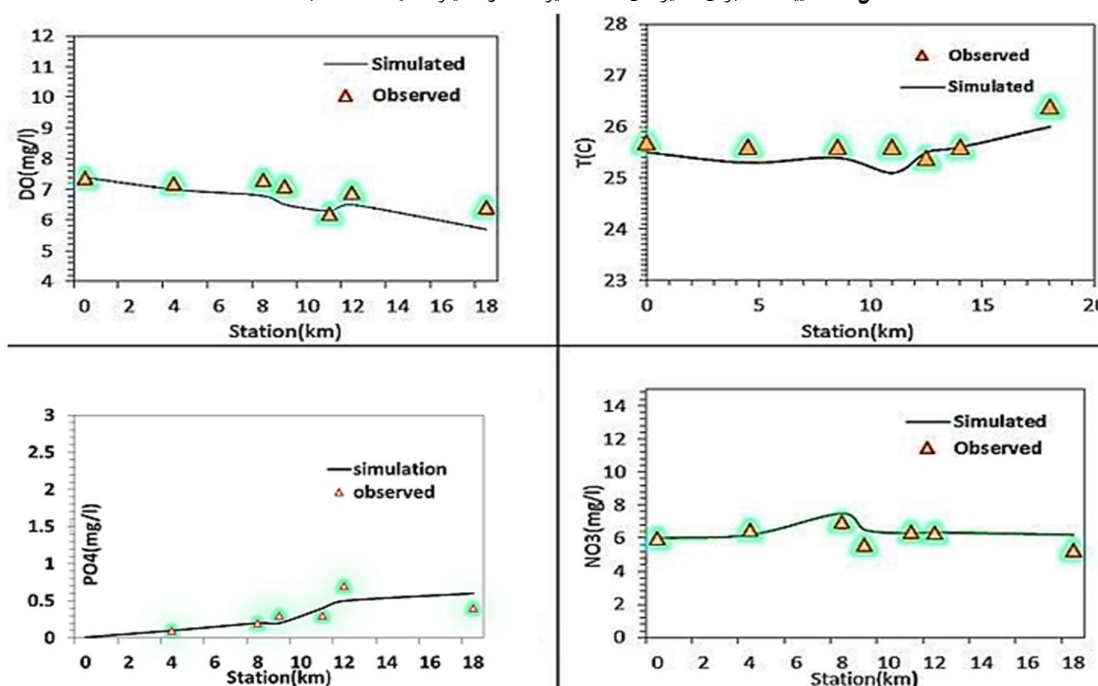 12
11
10
9
8
7
6
5
4
DO(mg/l)
Simulated
Observed
0 2 4 6 8 10 12 14 16 18
Station(km)
28
27
26
25
24
23
T(C)
Observed
Simulated
0 5 10 15 20
Station(km)
3
2.5
2
1.5
1
0.5
0
PO4(mg/l)
simulation
observed
0 2 4 6 8 10 12 14 16 18
Station(km)
14
12
10
8
6
4
2
0
NO3(mg/l)
Simulated
Observed
0 2 4 6 8 10 12 14 16 18
Station(km)